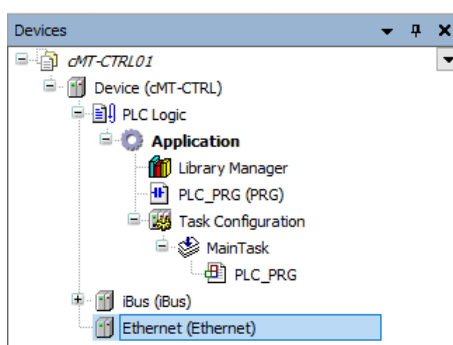 Devices
cMT-CTRL01
Device (cMT-CTRL)
PLC Logic
Application
Library Manager
PLC_PRG (PRG)
Task Configuration
MainTask
PLC_PRG
iBus (iBus)
Ethernet (Ethernet)